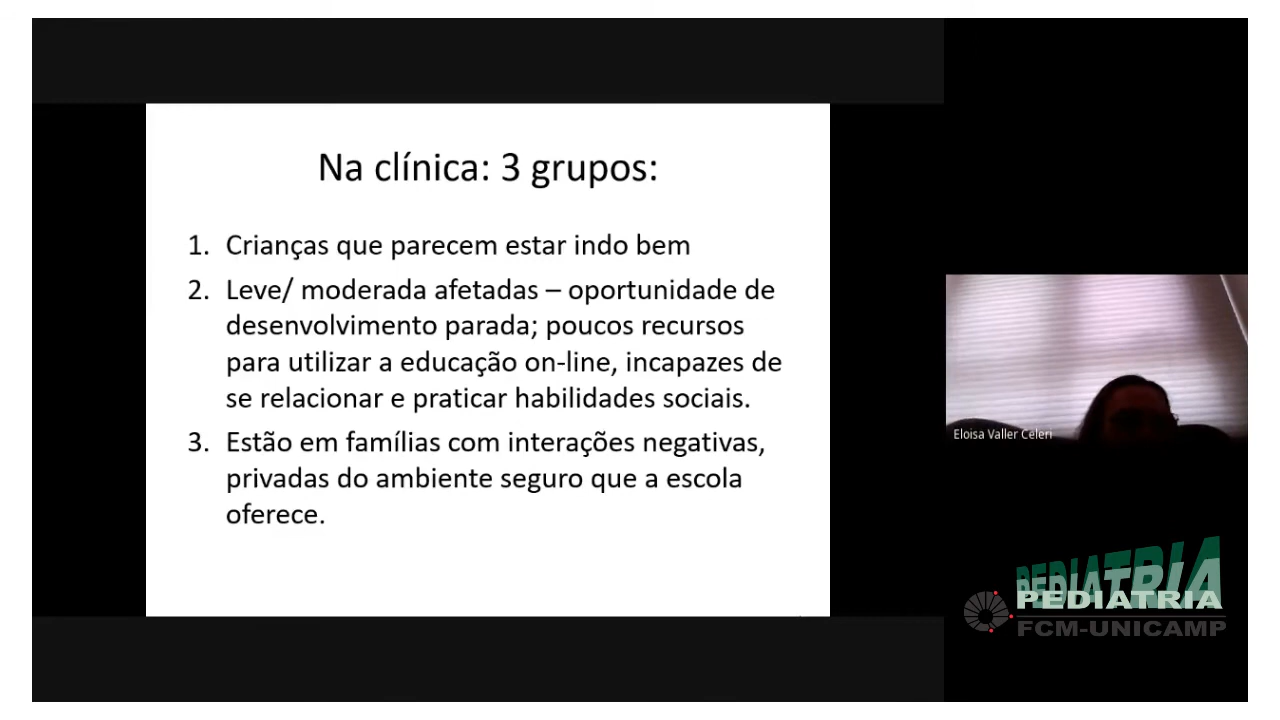 Na clínica: 3 grupos:
1. Crianças que parecem estar indo bem
2. Leve/ moderada afetadas – oportunidade de
desenvolvimento parada; poucos recursos
para utilizar a educação on-line, incapazes de
se relacionar e praticar habilidades sociais.
3. Estão em famílias com interações negativas,
privadas do ambiente seguro que a escola
oferece.
Eloisa Valler Celeri
PEDIATRIA
PEDIATRIA
FCM-UNICAMP